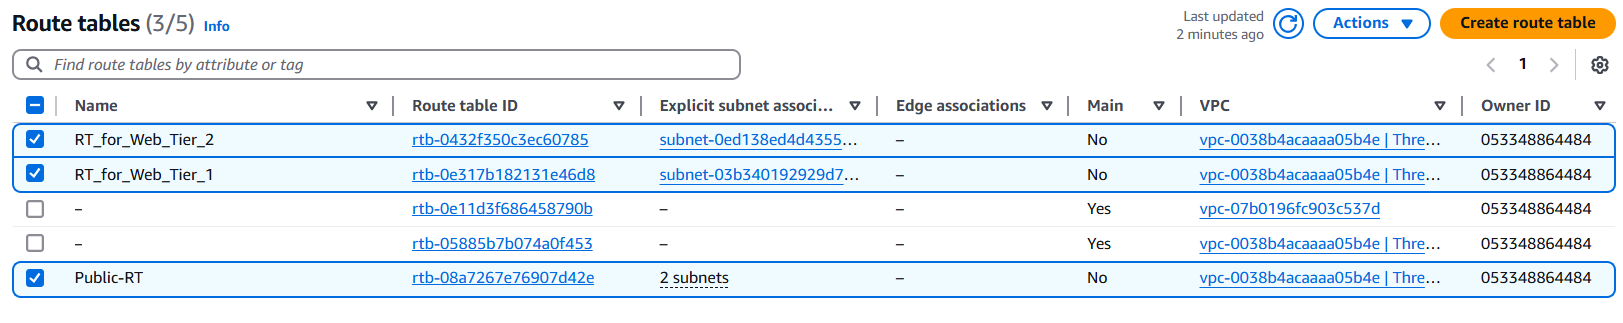 Route tables (3/5) Info
Last updated
2 minutes ago
Actions
Create route table
Find route tables by attribute or tag
1
Name Route table ID Explicit subnet associ... Edge associations Main VPC Owner ID
RT_for_Web_Tier_2 rtb-0432f350c3ec60785 subnet-0ed138ed4d4355... – No vpc-0038b4acaaaa05b4e | Thre... 053348864484
RT_for_Web_Tier_1 rtb-0e317b182131e46d8 subnet-03b340192929d7... – No vpc-0038b4acaaaa05b4e | Thre... 053348864484
– rtb-0e11d3f686458790b – – Yes vpc-07b0196fc903c537d 053348864484
– rtb-05885b7b074a0f453 – – Yes vpc-0038b4acaaaa05b4e | Thre... 053348864484
Public-RT rtb-08a7267e76907d42e 2 subnets – No vpc-0038b4acaaaa05b4e | Thre... 053348864484